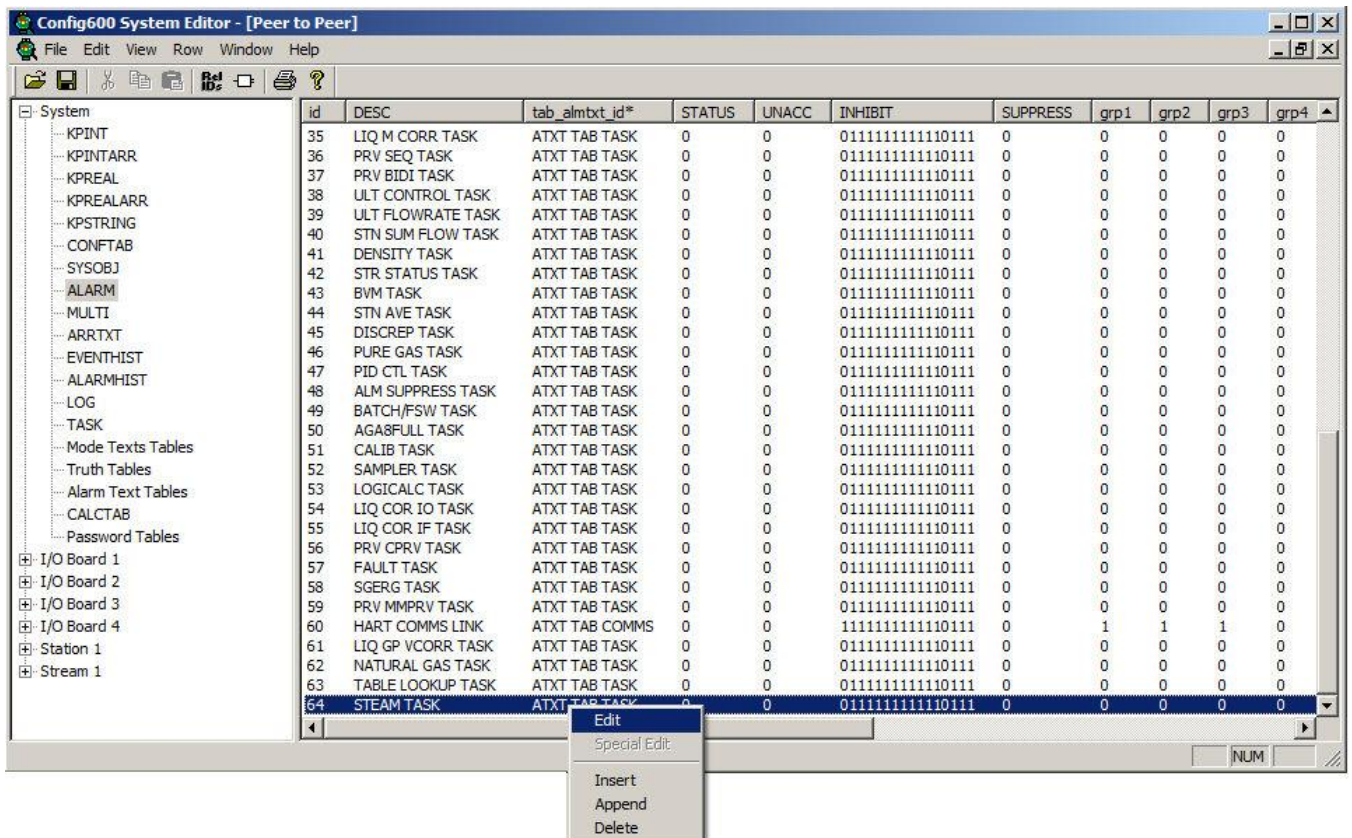 Config600 System Editor - [Peer to Peer]
File Edit View Row Window Help
Rel IDs
System
KPINT
KPINTARR
KPREAL
KPREALARR
KPSTRING
CONFTAB
SYSOBJ
ALARM
MULTI
ARRTXT
EVENTHIST
ALARMHIST
LOG
TASK
Mode Texts Tables
Truth Tables
Alarm Text Tables
CALCTAB
Password Tables
I/O Board 1
I/O Board 2
I/O Board 3
I/O Board 4
Station 1
Stream 1
id DESC tab_almtxt_id* STATUS UNACC INHIBIT SUPPRESS grp1 grp2 grp3 grp4
35 LIQ M CORR TASK ATXT TAB TASK 0 0 0111111111110111 0 0 0 0 0
36 PRV SEQ TASK ATXT TAB TASK 0 0 0111111111110111 0 0 0 0 0
37 PRV BIDI TASK ATXT TAB TASK 0 0 0111111111110111 0 0 0 0 0
38 ULT CONTROL TASK ATXT TAB TASK 0 0 0111111111110111 0 0 0 0 0
39 ULT FLOWRATE TASK ATXT TAB TASK 0 0 0111111111110111 0 0 0 0 0
40 STN SUM FLOW TASK ATXT TAB TASK 0 0 0111111111110111 0 0 0 0 0
41 DENSITY TASK ATXT TAB TASK 0 0 0111111111110111 0 0 0 0 0
42 STR STATUS TASK ATXT TAB TASK 0 0 0111111111110111 0 0 0 0 0
43 BVM TASK ATXT TAB TASK 0 0 0111111111110111 0 0 0 0 0
44 STN AVE TASK ATXT TAB TASK 0 0 0111111111110111 0 0 0 0 0
45 DISCREP TASK ATXT TAB TASK 0 0 0111111111110111 0 0 0 0 0
46 PURE GAS TASK ATXT TAB TASK 0 0 0111111111110111 0 0 0 0 0
47 PID CTL TASK ATXT TAB TASK 0 0 0111111111110111 0 0 0 0 0
48 ALM SUPPRESS TASK ATXT TAB TASK 0 0 0111111111110111 0 0 0 0 0
49 BATCH/FSW TASK ATXT TAB TASK 0 0 0111111111110111 0 0 0 0 0
50 AGA8FULL TASK ATXT TAB TASK 0 0 0111111111110111 0 0 0 0 0
51 CALIB TASK ATXT TAB TASK 0 0 0111111111110111 0 0 0 0 0
52 SAMPLER TASK ATXT TAB TASK 0 0 0111111111110111 0 0 0 0 0
53 LOGICALC TASK ATXT TAB TASK 0 0 0111111111110111 0 0 0 0 0
54 LIQ COR IO TASK ATXT TAB TASK 0 0 0111111111110111 0 0 0 0 0
55 LIQ COR IF TASK ATXT TAB TASK 0 0 0111111111110111 0 0 0 0 0
56 PRV CPRV TASK ATXT TAB TASK 0 0 0111111111110111 0 0 0 0 0
57 FAULT TASK ATXT TAB TASK 0 0 0111111111110111 0 0 0 0 0
58 SGERG TASK ATXT TAB TASK 0 0 0111111111110111 0 0 0 0 0
59 PRV MMPRV TASK ATXT TAB TASK 0 0 0111111111110111 0 0 0 0 0
60 HART COMMS LINK ATXT TAB COMMS 0 0 1111111111110111 0 1 1 1 0
61 LIQ GP VCORR TASK ATXT TAB TASK 0 0 0111111111110111 0 0 0 0 0
62 NATURAL GAS TASK ATXT TAB TASK 0 0 0111111111110111 0 0 0 0 0
63 TABLE LOOKUP TASK ATXT TAB TASK 0 0 0111111111110111 0 0 0 0 0
64 STEAM TASK ATXT TAB TASK 0 0 0111111111110111 0 0 0 0 0
Edit
Special Edit
Insert
Append
Delete
NUM